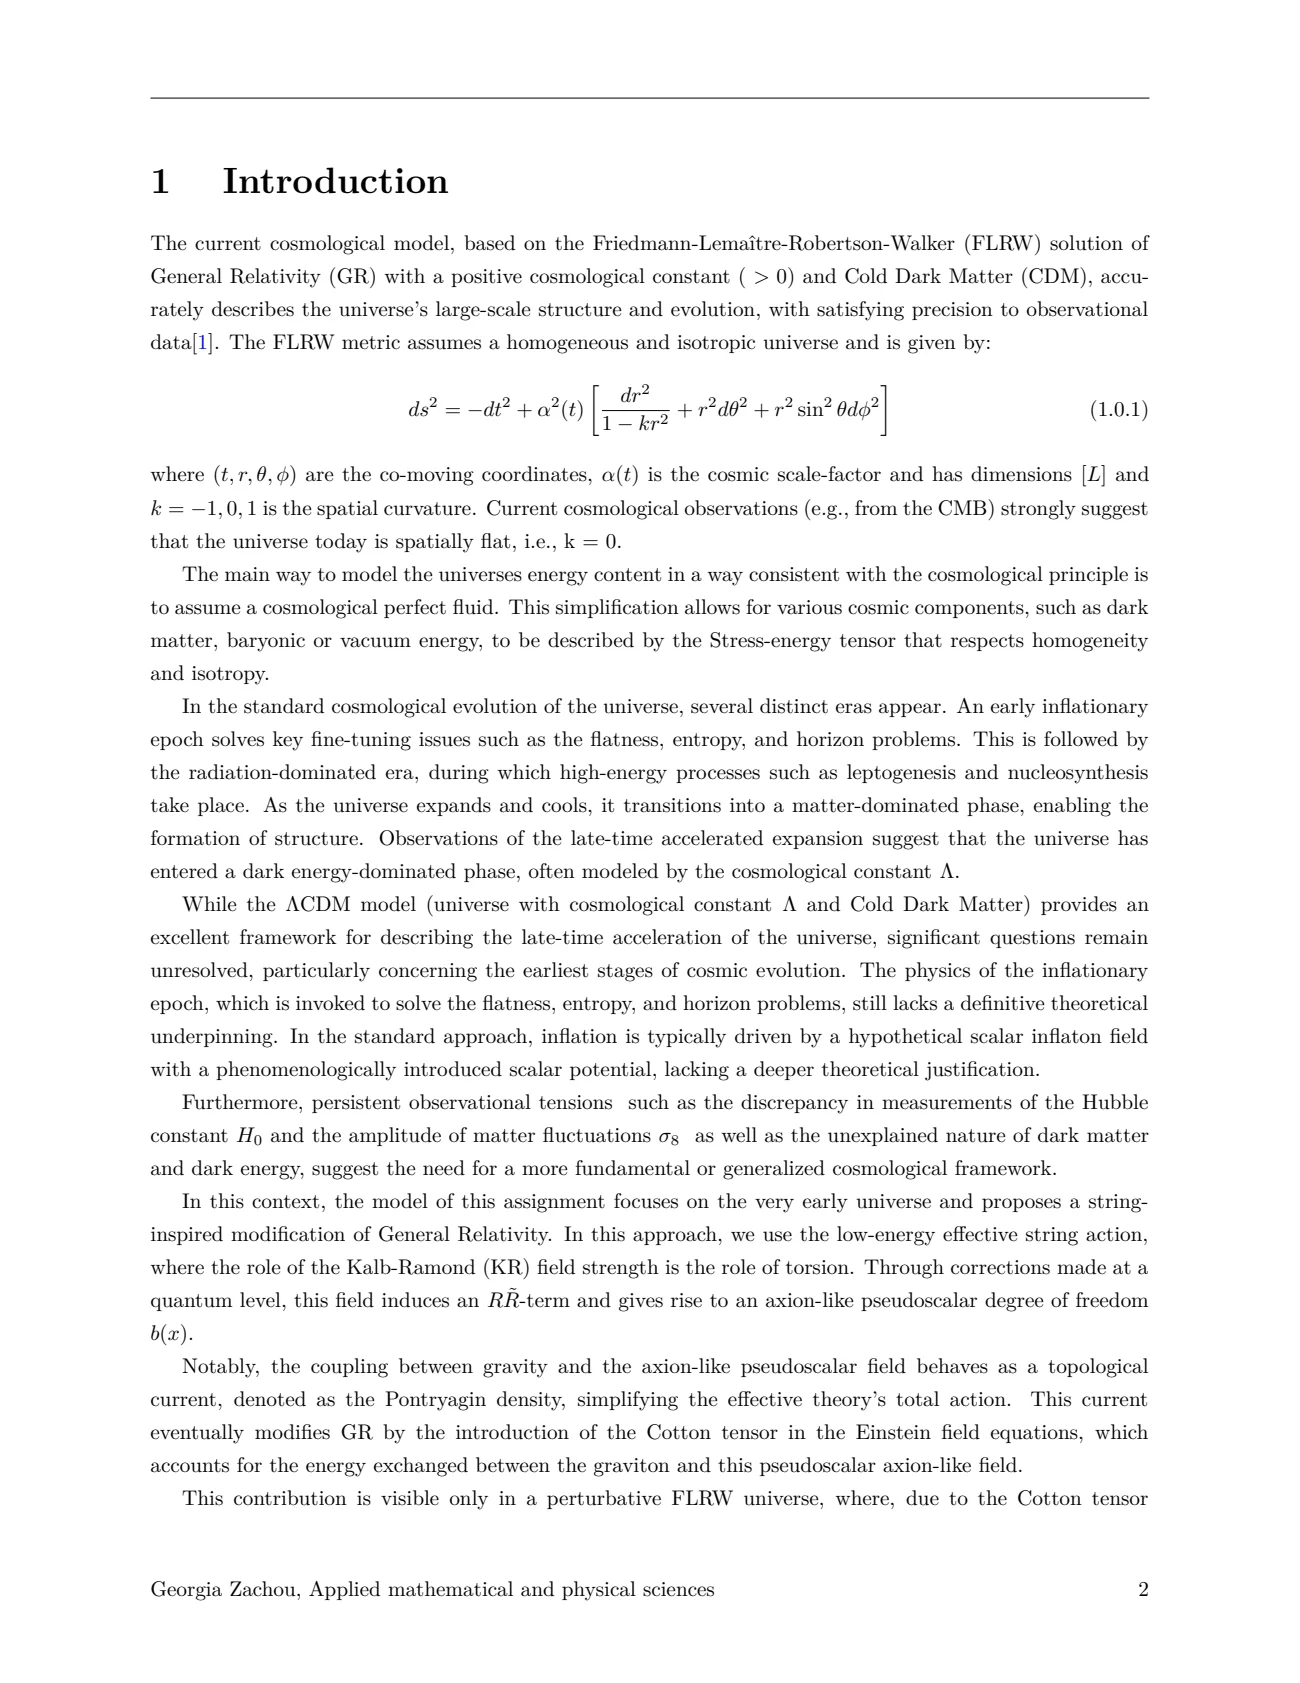 1 Introduction
The current cosmological model, based on the Friedmann-Lemaître-Robertson-Walker (FLRW) solution of
General Relativity (GR) with a positive cosmological constant ( > 0) and Cold Dark Matter (CDM), accu-
rately describes the universe's large-scale structure and evolution, with satisfying precision to observational
data[1]. The FLRW metric assumes a homogeneous and isotropic universe and is given by:
ds² = −dt² + α²(t) [ dr² / (1 − kr²) + r²dθ² + r² sin² θdϕ² ] (1.0.1)
where (t, r, θ, ϕ) are the co-moving coordinates, α(t) is the cosmic scale-factor and has dimensions [L] and
k = −1, 0, 1 is the spatial curvature. Current cosmological observations (e.g., from the CMB) strongly suggest
that the universe today is spatially flat, i.e., k = 0.
The main way to model the universes energy content in a way consistent with the cosmological principle is
to assume a cosmological perfect fluid. This simplification allows for various cosmic components, such as dark
matter, baryonic or vacuum energy, to be described by the Stress-energy tensor that respects homogeneity
and isotropy.
In the standard cosmological evolution of the universe, several distinct eras appear. An early inflationary
epoch solves key fine-tuning issues such as the flatness, entropy, and horizon problems. This is followed by
the radiation-dominated era, during which high-energy processes such as leptogenesis and nucleosynthesis
take place. As the universe expands and cools, it transitions into a matter-dominated phase, enabling the
formation of structure. Observations of the late-time accelerated expansion suggest that the universe has
entered a dark energy-dominated phase, often modeled by the cosmological constant Λ.
While the ΛCDM model (universe with cosmological constant Λ and Cold Dark Matter) provides an
excellent framework for describing the late-time acceleration of the universe, significant questions remain
unresolved, particularly concerning the earliest stages of cosmic evolution. The physics of the inflationary
epoch, which is invoked to solve the flatness, entropy, and horizon problems, still lacks a definitive theoretical
underpinning. In the standard approach, inflation is typically driven by a hypothetical scalar inflaton field
with a phenomenologically introduced scalar potential, lacking a deeper theoretical justification.
Furthermore, persistent observational tensions such as the discrepancy in measurements of the Hubble
constant H₀ and the amplitude of matter fluctuations σ₈ as well as the unexplained nature of dark matter
and dark energy, suggest the need for a more fundamental or generalized cosmological framework.
In this context, the model of this assignment focuses on the very early universe and proposes a string-
inspired modification of General Relativity. In this approach, we use the low-energy effective string action,
where the role of the Kalb-Ramond (KR) field strength is the role of torsion. Through corrections made at a
quantum level, this field induces an RR̃-term and gives rise to an axion-like pseudoscalar degree of freedom
b(x).
Notably, the coupling between gravity and the axion-like pseudoscalar field behaves as a topological
current, denoted as the Pontryagin density, simplifying the effective theory's total action. This current
eventually modifies GR by the introduction of the Cotton tensor in the Einstein field equations, which
accounts for the energy exchanged between the graviton and this pseudoscalar axion-like field.
This contribution is visible only in a perturbative FLRW universe, where, due to the Cotton tensor
Georgia Zachou, Applied mathematical and physical sciences 2